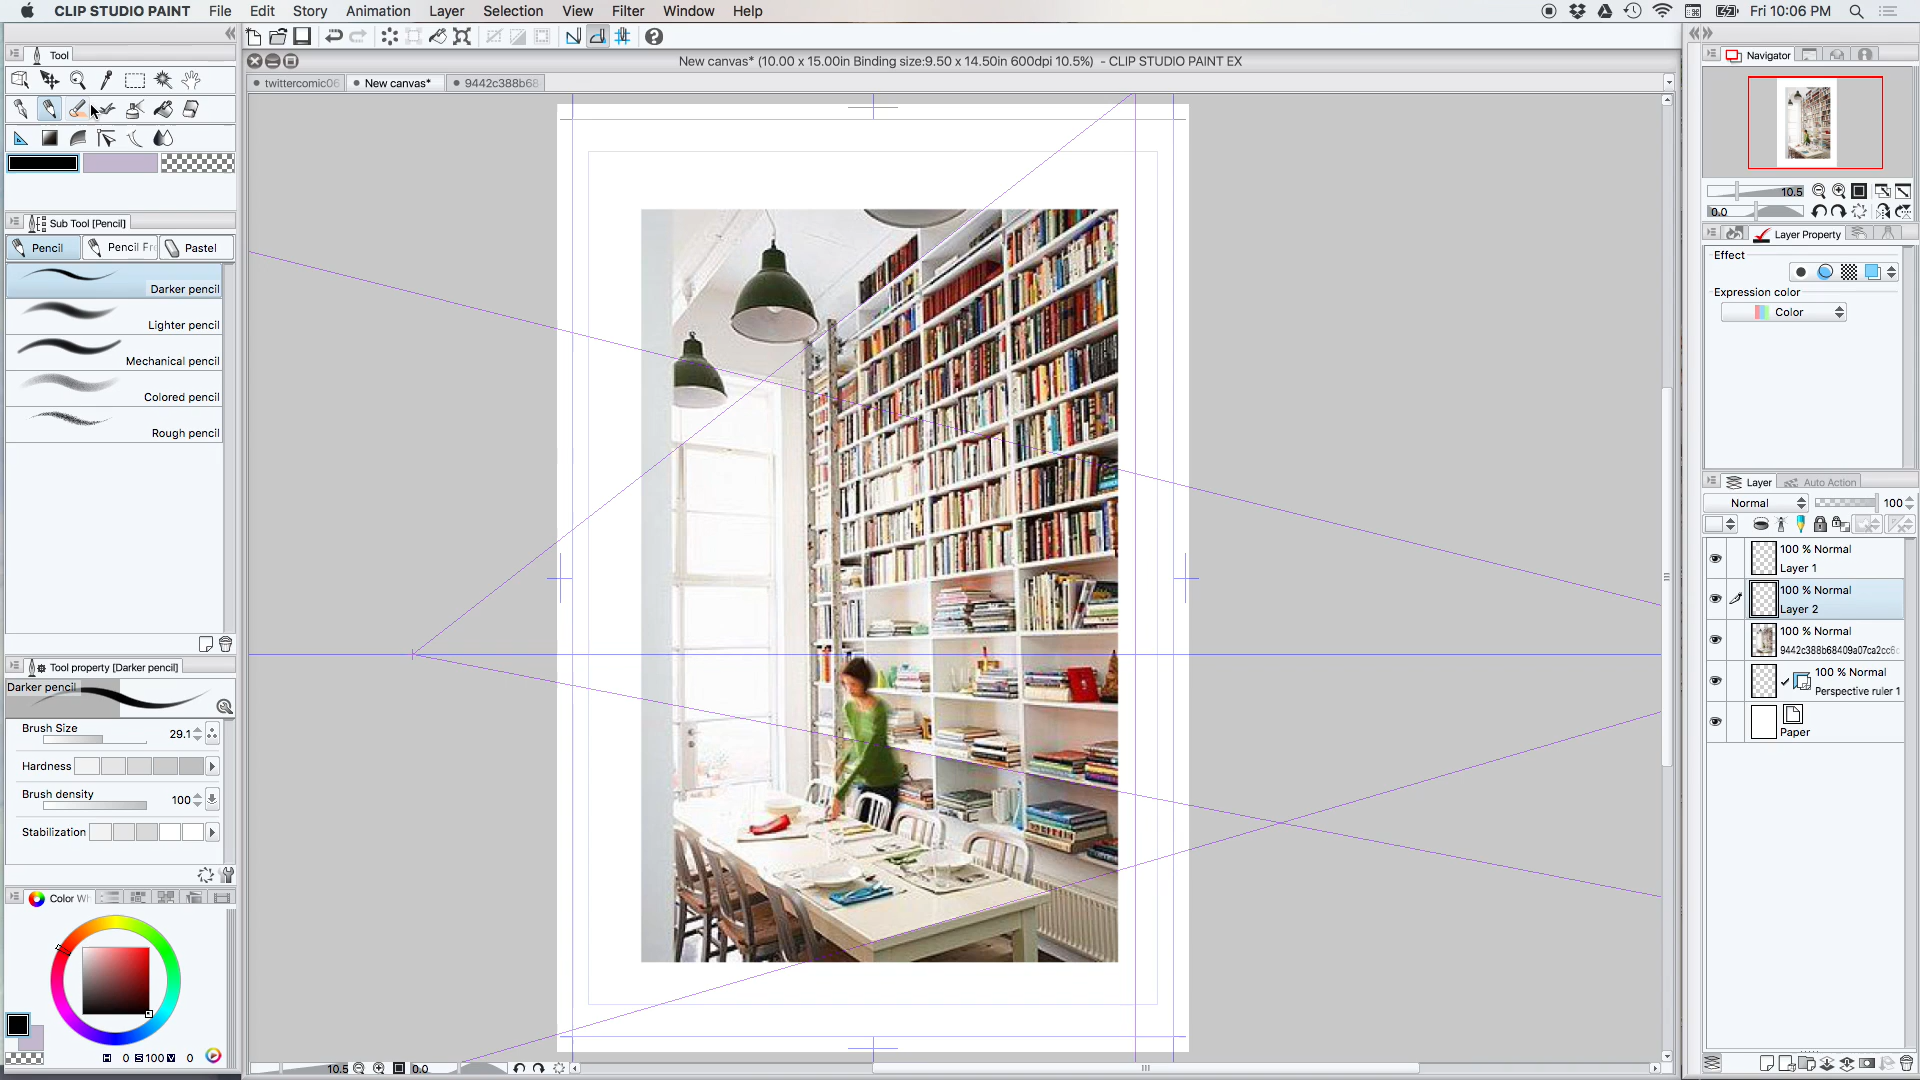 CLIP STUDIO PAINT File Edit Story Animation Layer Selection View Filter Window Help Fri 10:06 PM
Tool
New canvas* (10.00 x 15.00in Binding size:9.50 x 14.50in 600dpi 10.5%) - CLIP STUDIO PAINT EX
Navigator
twittercomic06 New canvas* 9442c388b68
10.5
0.0
Sub Tool [Pencil]
Pencil Pencil Fr Pastel
Layer Property
Effect
Darker pencil
Expression color
Color
Lighter pencil
Mechanical pencil
Colored pencil
Rough pencil
Layer Auto Action
Normal 100
100 % Normal
Layer 1
100 % Normal
Layer 2
100 % Normal
9442c388b68409a07ca2cc6c
100 % Normal
Perspective ruler 1
Paper
Tool property [Darker pencil]
Darker pencil
Brush Size 29.1
Hardness
Brush density 100
Stabilization
Color Wh
H 0 S 100 V 0
10.5 0.0